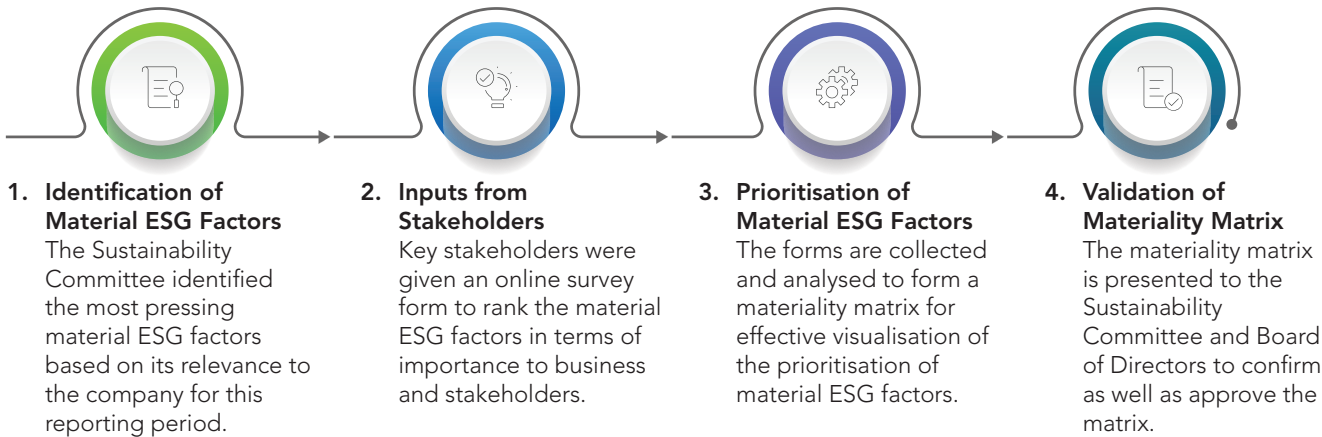 1. Identification of
Material ESG Factors
The Sustainability
Committee identified
the most pressing
material ESG factors
based on its relevance to
the company for this
reporting period.
2. Inputs from
Stakeholders
Key stakeholders were
given an online survey
form to rank the material
ESG factors in terms of
importance to business
and stakeholders.
3. Prioritisation of
Material ESG Factors
The forms are collected
and analysed to form a
materiality matrix for
effective visualisation of
the prioritisation of
material ESG factors.
4. Validation of
Materiality Matrix
The materiality matrix
is presented to the
Sustainability
Committee and Board
of Directors to confirm
as well as approve the
matrix.